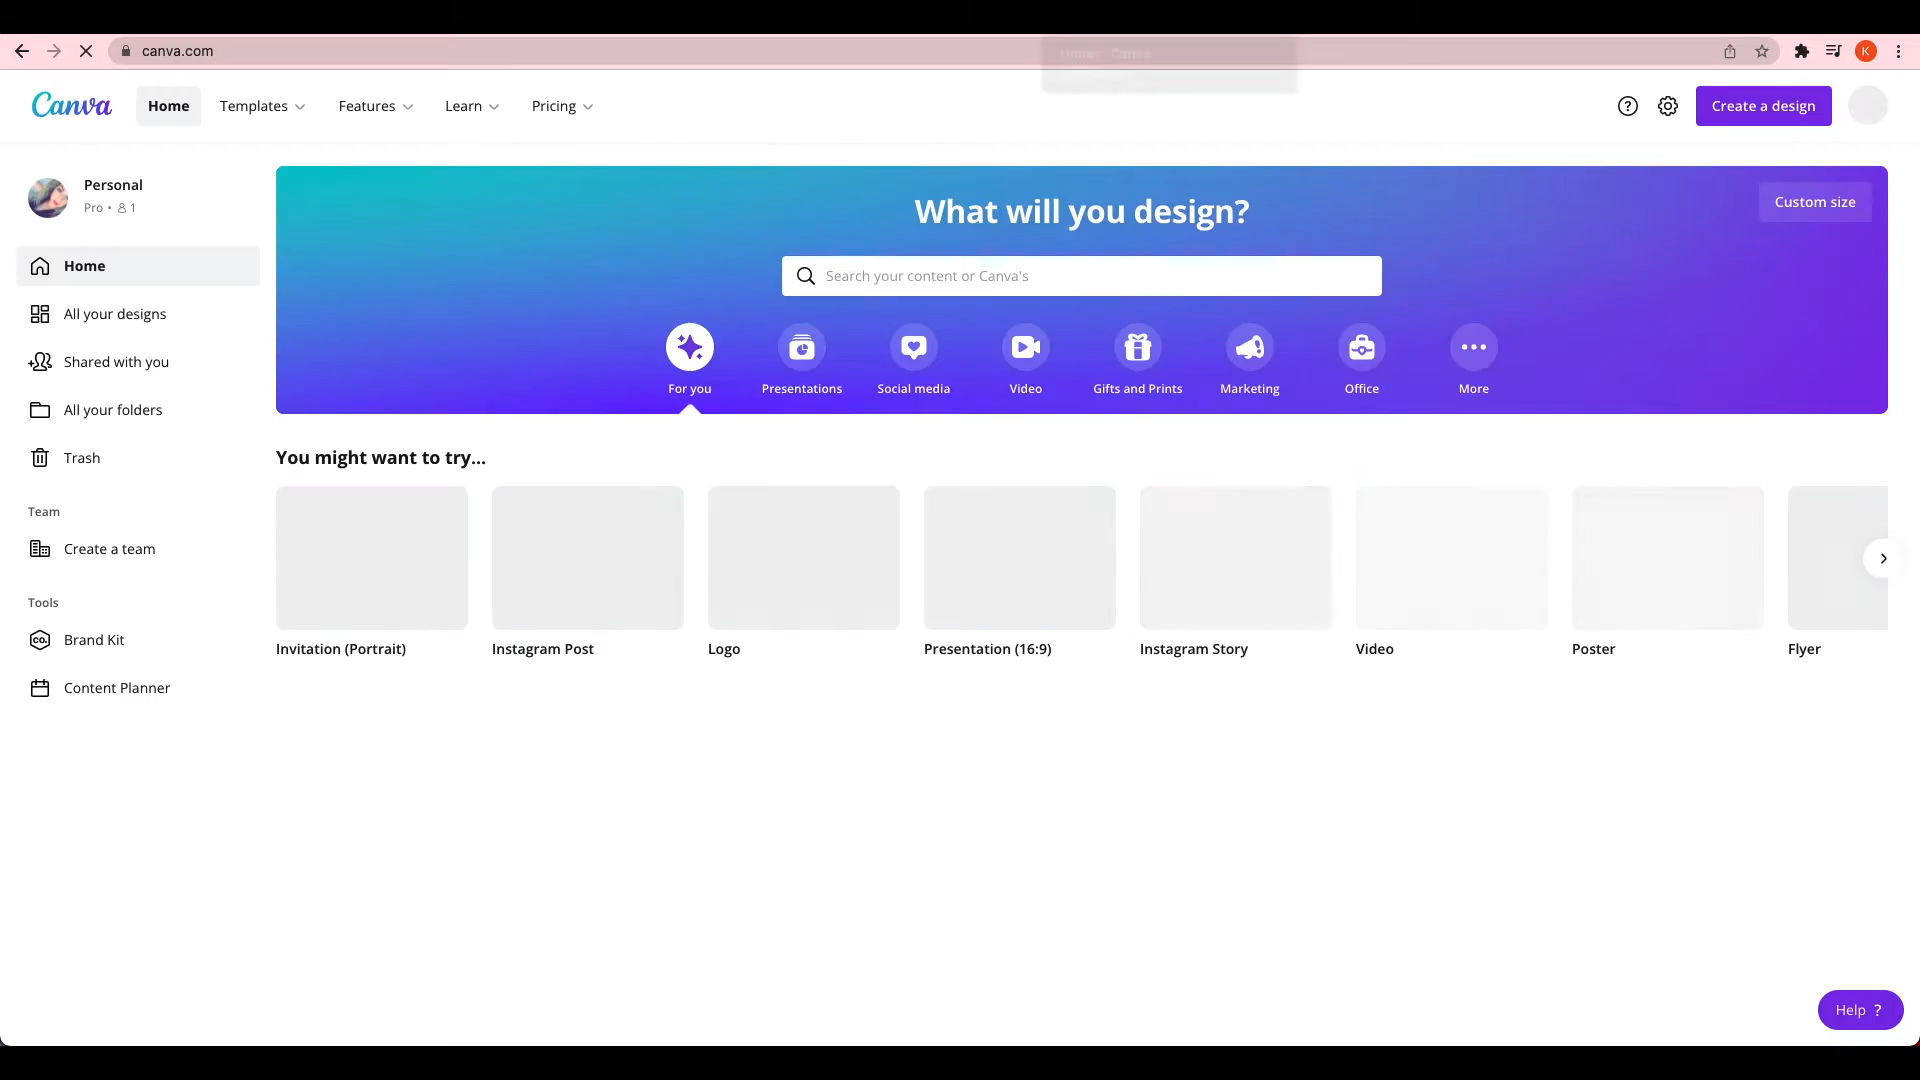 canva.com
K
Canva
Home
Templates
Features
Learn
Pricing
Create a design
Personal
Pro • 1
Home
All your designs
Shared with you
All your folders
Trash
Team
Create a team
Tools
CO.
Brand Kit
Content Planner
What will you design?
Custom size
Search your content or Canva's
For you
Presentations
Social media
Video
Gifts and Prints
Marketing
Office
More
You might want to try...
Invitation (Portrait)
Instagram Post
Logo
Presentation (16:9)
Instagram Story
Video
Poster
Flyer
Help ?